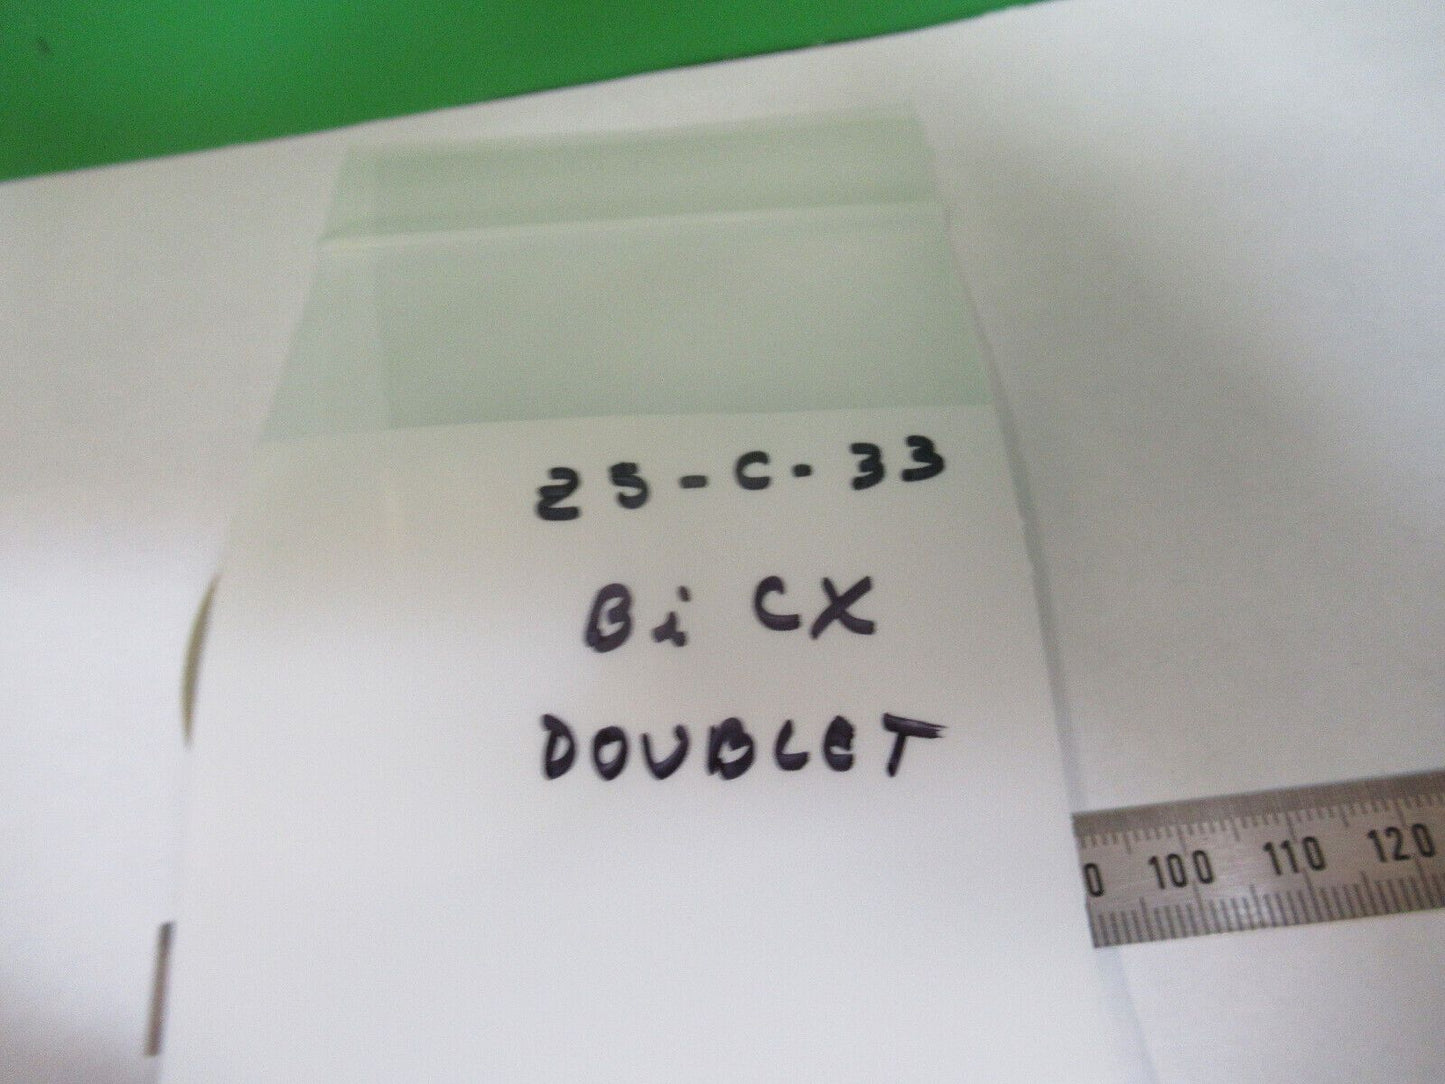 25-C-33
Bi CX
DOUBLET
0 100 110 120